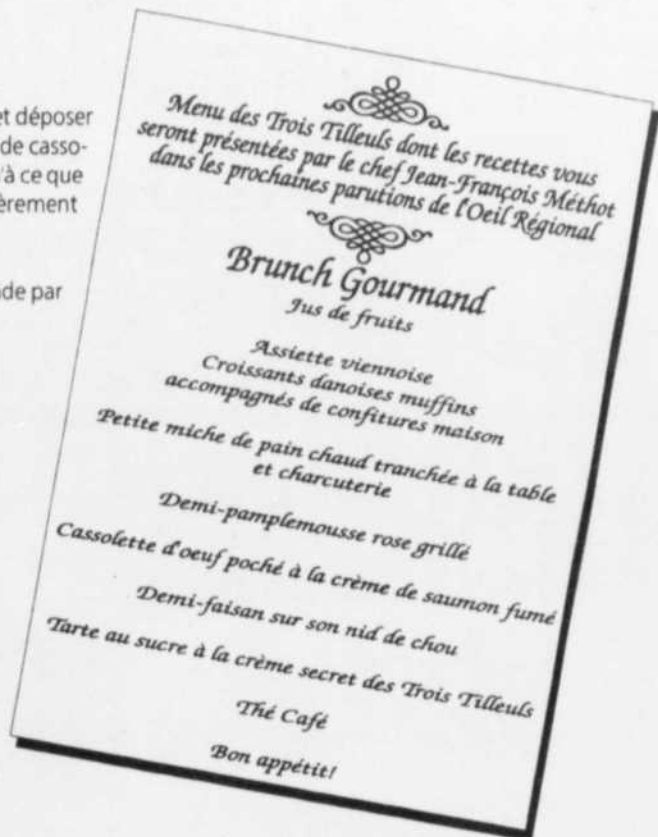 et déposer
de casso-
'à ce que
èrement
de par
Menu des Trois Tilleuls dont les recettes vous
seront présentées par le chef Jean-François Méthot
dans les prochaines parutions de l'Oeil Régional
Brunch Gourmand
Jus de fruits
Assiette viennoise
Croissants danoises muffins
accompagnés de confitures maison
Petite miche de pain chaud tranchée à la table
et charcuterie
Demi-pamplemousse rose grillé
Cassolette d'oeuf poché à la crème de saumon fumé
Demi-faisan sur son nid de chou
Tarte au sucre à la crème secret des Trois Tilleuls
Thé Café
Bon appétit!